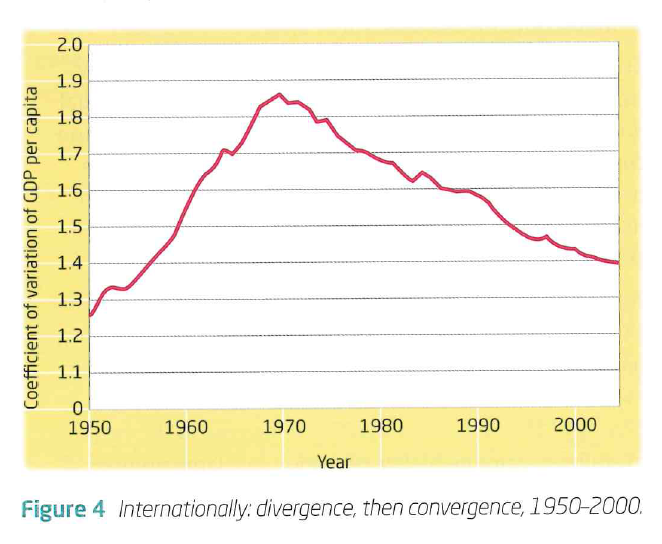 2.0
1.9
1.8
1.7
1.6
1.5
1.4
1.3
1.2
1.1
0
Coefficient of variation of GDP per capita
1950 1960 1970 1980 1990 2000
Year
Figure 4 Internationally: divergence, then convergence, 1950–2000.